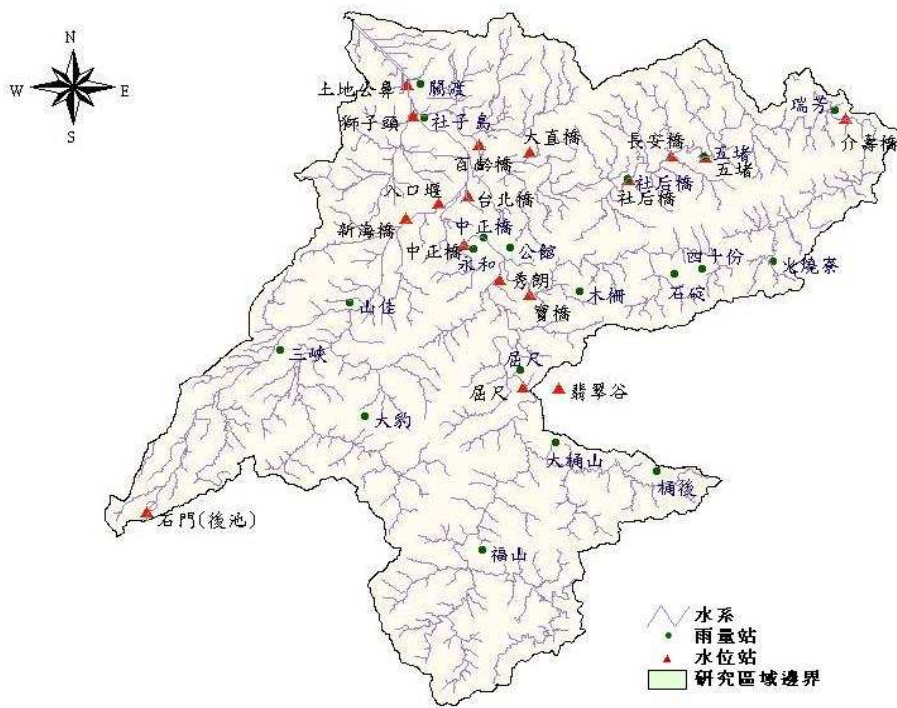 N
W
E
S
土地公鼻
關渡
獅子頭
社子島
瑞芳
介壽橋
百齡橋
大直橋
長安橋
五堵
五堵
社后橋
社后橋
入口堰
台北橋
新海橋
中正橋
中正橋
永和
公館
四十份
火燒寮
秀朗
木柵
石碇
寶橋
山佳
三峽
屈尺
屈尺
翡翠谷
大豹
大桶山
桶後
石門(後池)
福山
水系
雨量站
水位站
研究區域邊界